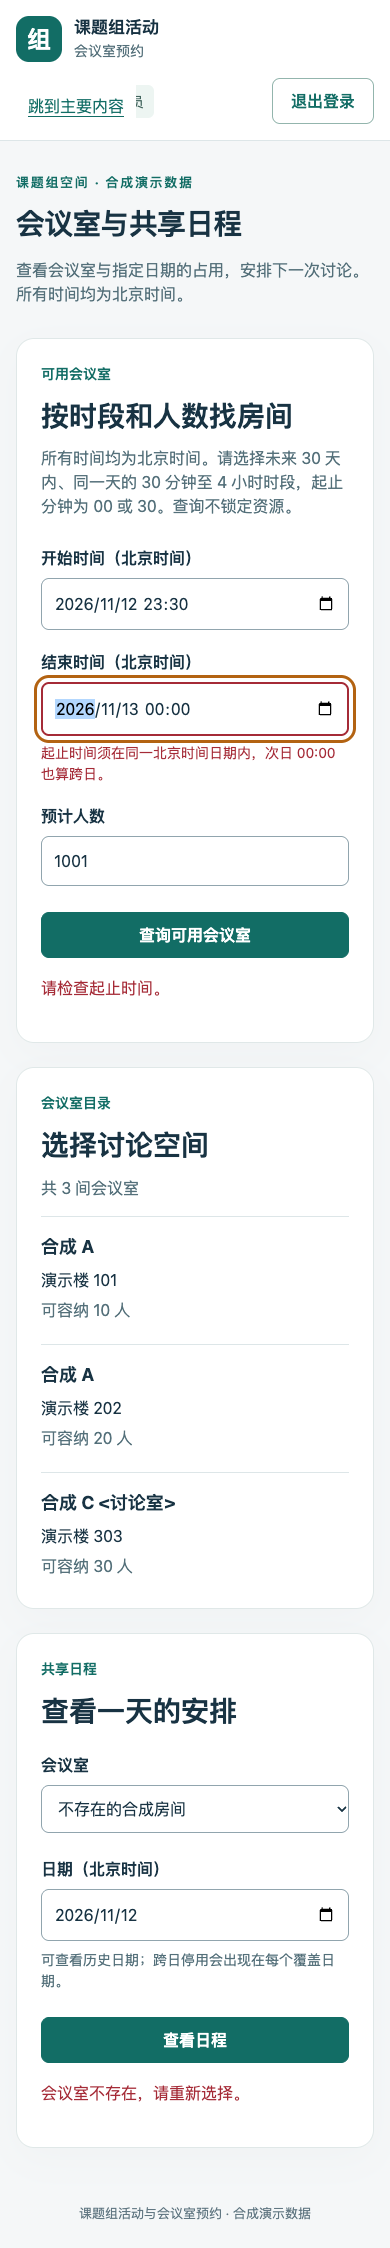 组
课题组活动
会议室预约
跳到主要内容
员
退出登录
课题组空间 · 合成演示数据
会议室与共享日程
查看会议室与指定日期的占用，安排下一次讨论。
所有时间均为北京时间。
可用会议室
按时段和人数找房间
所有时间均为北京时间。请选择未来 30 天
内、同一天的 30 分钟至 4 小时时段，起止
分钟为 00 或 30。查询不锁定资源。
开始时间（北京时间）
2026/11/12 23:30
结束时间（北京时间）
2026/11/13 00:00
起止时间须在同一北京时间日期内，次日 00:00
也算跨日。
预计人数
1001
查询可用会议室
请检查起止时间。
会议室目录
选择讨论空间
共 3 间会议室
合成 A
演示楼 101
可容纳 10 人
合成 A
演示楼 202
可容纳 20 人
合成 C <讨论室>
演示楼 303
可容纳 30 人
共享日程
查看一天的安排
会议室
不存在的合成房间
日期（北京时间）
2026/11/12
可查看历史日期；跨日停用会出现在每个覆盖日
期。
查看日程
会议室不存在，请重新选择。
课题组活动与会议室预约 · 合成演示数据